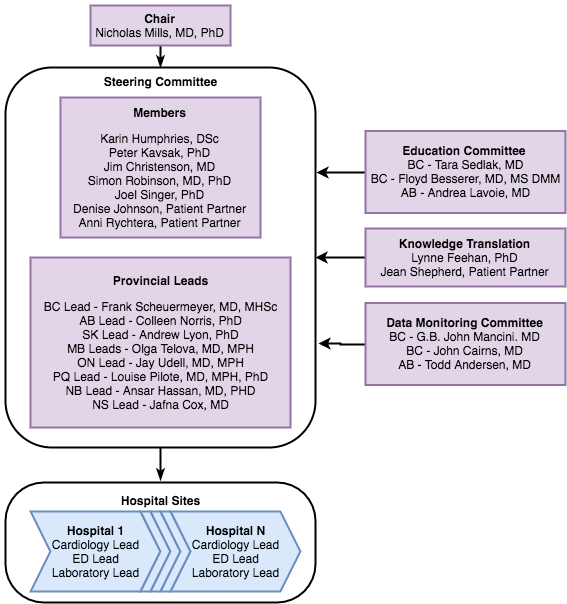 Chair
Nicholas Mills, MD, PhD
Steering Committee
Members
Karin Humphries, DSc
Peter Kavsak, PhD
Jim Christenson, MD
Simon Robinson, MD, PhD
Joel Singer, PhD
Denise Johnson, Patient Partner
Anni Rychtera, Patient Partner
Provincial Leads
BC Lead - Frank Scheuermeyer, MD, MHSc
AB Lead - Colleen Norris, PhD
SK Lead - Andrew Lyon, PhD
MB Leads - Olga Telova, MD, MPH
ON Lead - Jay Udell, MD, MPH
PQ Lead - Louise Pilote, MD, MPH, PhD
NB Lead - Ansar Hassan, MD, PHD
NS Lead - Jafna Cox, MD
Education Committee
BC - Tara Sedlak, MD
BC - Floyd Besserer, MD, MS DMM
AB - Andrea Lavoie, MD
Knowledge Translation
Lynne Feehan, PhD
Jean Shepherd, Patient Partner
Data Monitoring Committee
BC - G.B. John Mancini. MD
BC - John Cairns, MD
AB - Todd Andersen, MD
Hospital Sites
Hospital 1
Cardiology Lead
ED Lead
Laboratory Lead
Hospital N
Cardiology Lead
ED Lead
Laboratory Lead